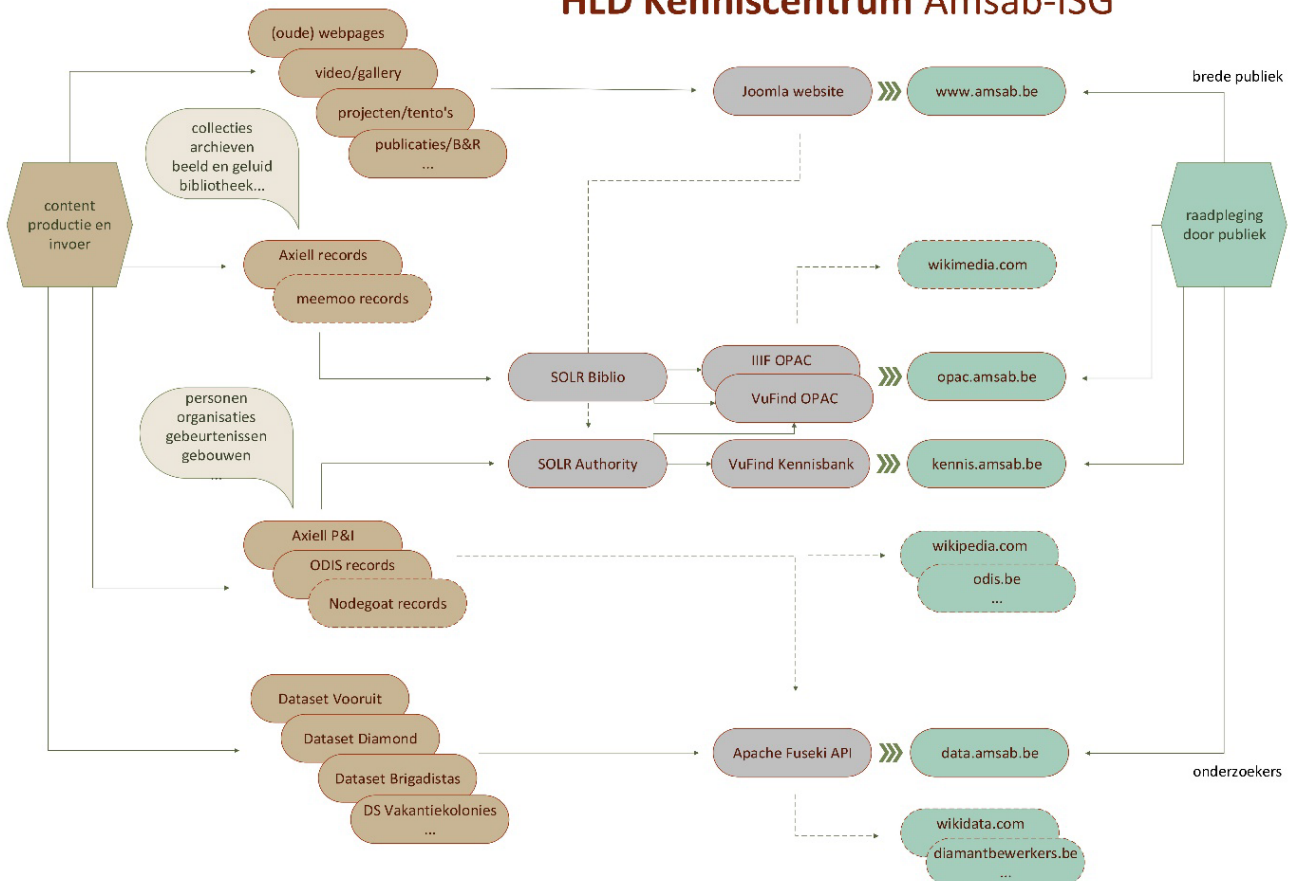 HLD Kenniscentrum Amsab-ISG
(oude) webpages
video/gallery
projecten/tento's
publicaties/B&R
...
Joomla website
www.amsab.be
brede publiek
collecties
archieven
beeld en geluid
bibliotheek...
content
productie en
invoer
raadpleging
door publiek
Axiell records
meemoo records
wikimedia.com
SOLR Biblio
IIIF OPAC
VuFind OPAC
opac.amsab.be
personen
organisaties
gebeurtenissen
gebouwen
...
SOLR Authority
VuFind Kennisbank
kennis.amsab.be
Axiell P&I
ODIS records
Nodegoat records
wikipedia.com
odis.be
...
Dataset Vooruit
Dataset Diamond
Dataset Brigadistas
DS Vakantiekolonies
...
Apache Fuseki API
data.amsab.be
onderzoekers
wikidata.com
diamantbewerkers.be
...